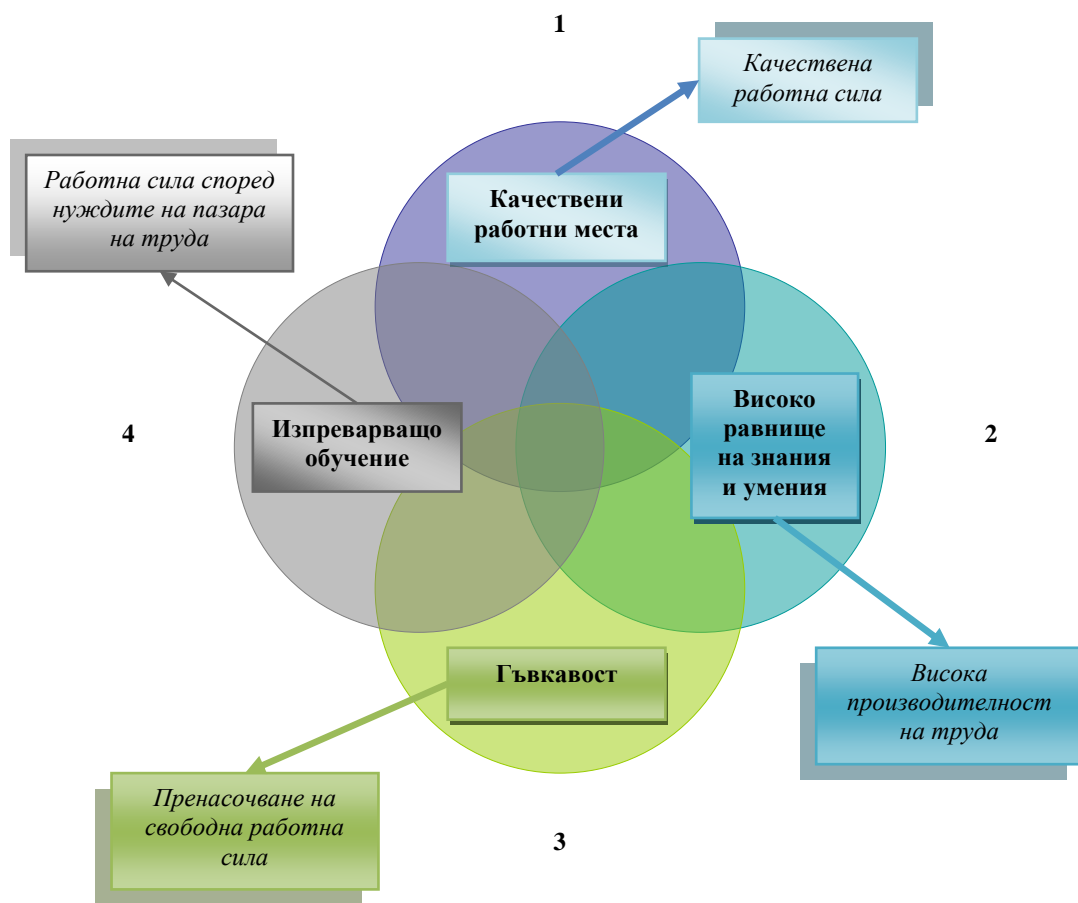 1
Качествена
работна сила
Работна сила според
нуждите на пазара
на труда
Качествени
работни места
4
Изпреварващо
обучение
Високо
равнище
на знания
и умения
2
Гъвкавост
Висока
производителност
на труда
Пренасочване на
свободна работна
сила
3